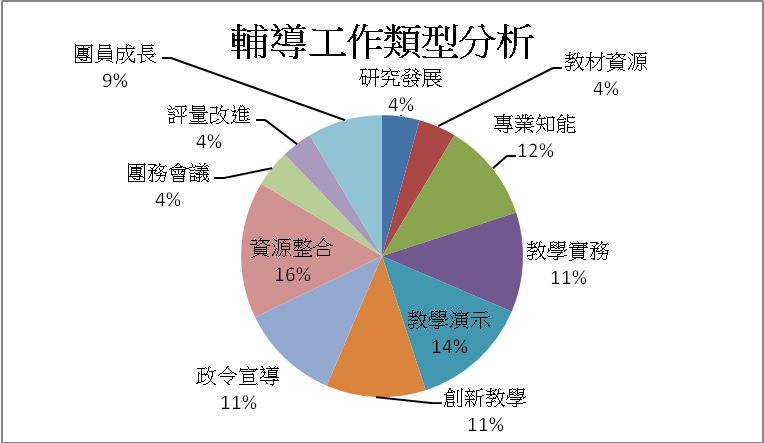 輔導工作類型分析
研究發展
4%
教材資源
4%
專業知能
12%
教學實務
11%
教學演示
14%
創新教學
11%
政令宣導
11%
資源整合
16%
團務會議
4%
評量改進
4%
團員成長
9%